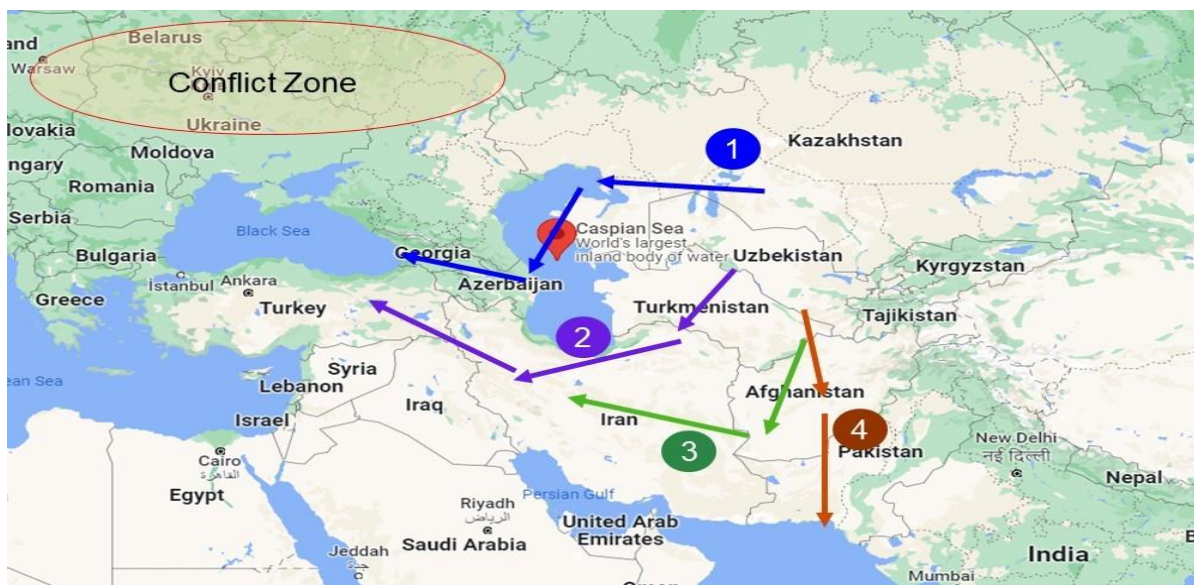 Belarus
and
Warsaw
Kyiv
Conflict Zone
Ukraine
lovakia
Moldova
ngary
Romania
Serbia
Bulgaria
Black Sea
Georgia
İstanbul
Ankara
Greece
Turkey
Azerbaijan
1
Kazakhstan
Caspian Sea
World's largest
inland body of water
Uzbekistan
Kyrgyzstan
Turkmenistan
Tajikistan
2
Syria
ean Sea
Lebanon
Iraq
Israel
Iran
Afghanistan
3
4
Pakistan
New Delhi
नई दिल्ली
Nepal
Cairo
القاهرة
Egypt
Persian Gulf
Riyadh
الرياض
United Arab
Emirates
Saudi Arabia
Jeddah
جدة
India
Mumbai
Oman
B